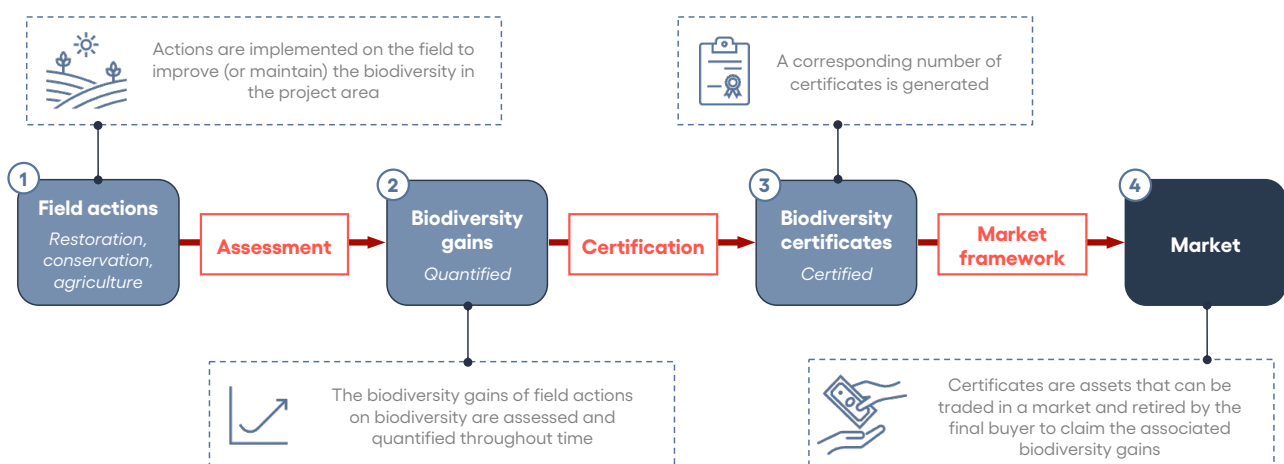 Actions are implemented on the field to
improve (or maintain) the biodiversity in
the project area
A corresponding number of
certificates is generated
1
Field actions
Restoration,
conservation,
agriculture
Assessment
2
Biodiversity
gains
Quantified
Certification
3
Biodiversity
certificates
Certified
Market
framework
4
Market
The biodiversity gains of field actions
on biodiversity are assessed and
quantified throughout time
Certificates are assets that can be
traded in a market and retired by the
final buyer to claim the associated
biodiversity gains